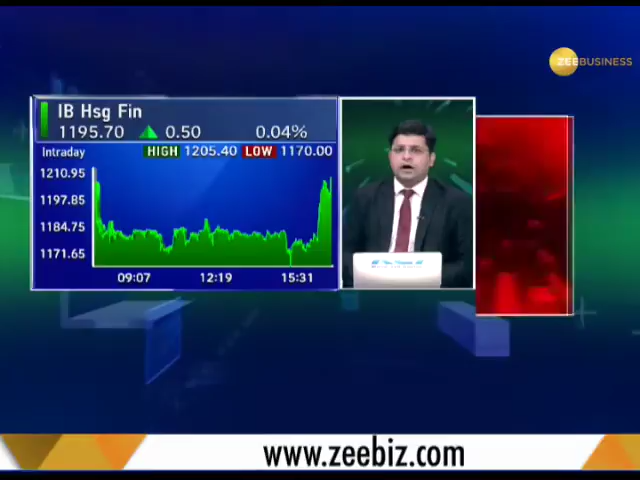 ZEEBUSINESS
IB Hsg Fin
1195.70 ▲ 0.50 0.04%
Intraday HIGH 1205.40 LOW 1170.00
1210.95
1197.85
1184.75
1171.65
09:07 12:19 15:31
www.zeebiz.com